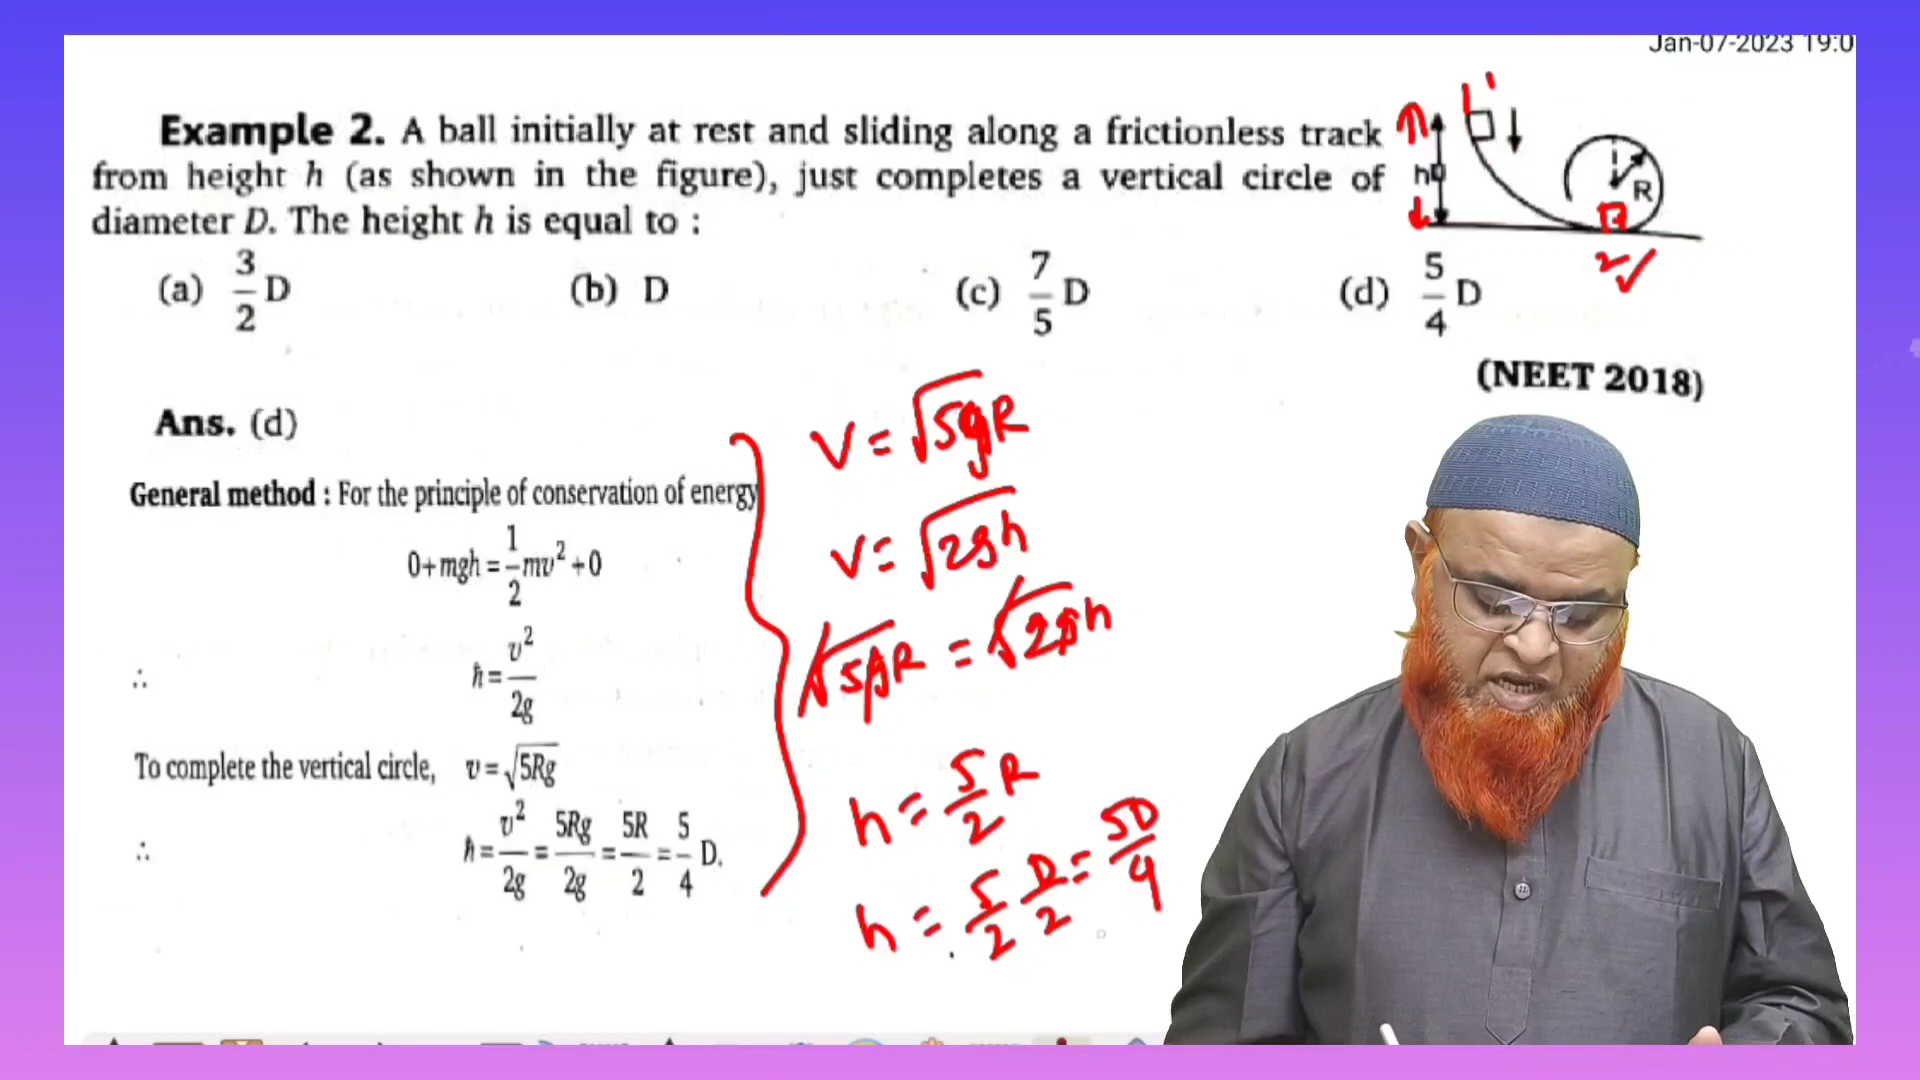 Jan-07-2023 19:0
Example 2. A ball initially at rest and sliding along a frictionless track
from height h (as shown in the figure), just completes a vertical circle of
diameter D. The height h is equal to :
h
R
1
2✓
(a) 3/2 D (b) D (c) 7/5 D (d) 5/4 D
(NEET 2018)
Ans. (d)
General method : For the principle of conservation of energy
0+mgh = 1/2 mv² +0
∴ h = v²/2g
To complete the vertical circle, v = √5Rg
∴ h = v²/2g = 5Rg/2g = 5R/2 = 5/4 D.
V = √5gR
V = √2gh
√5gR = √2gh
h = 5/2 R
h = 5/2 D/2 = 5D/4